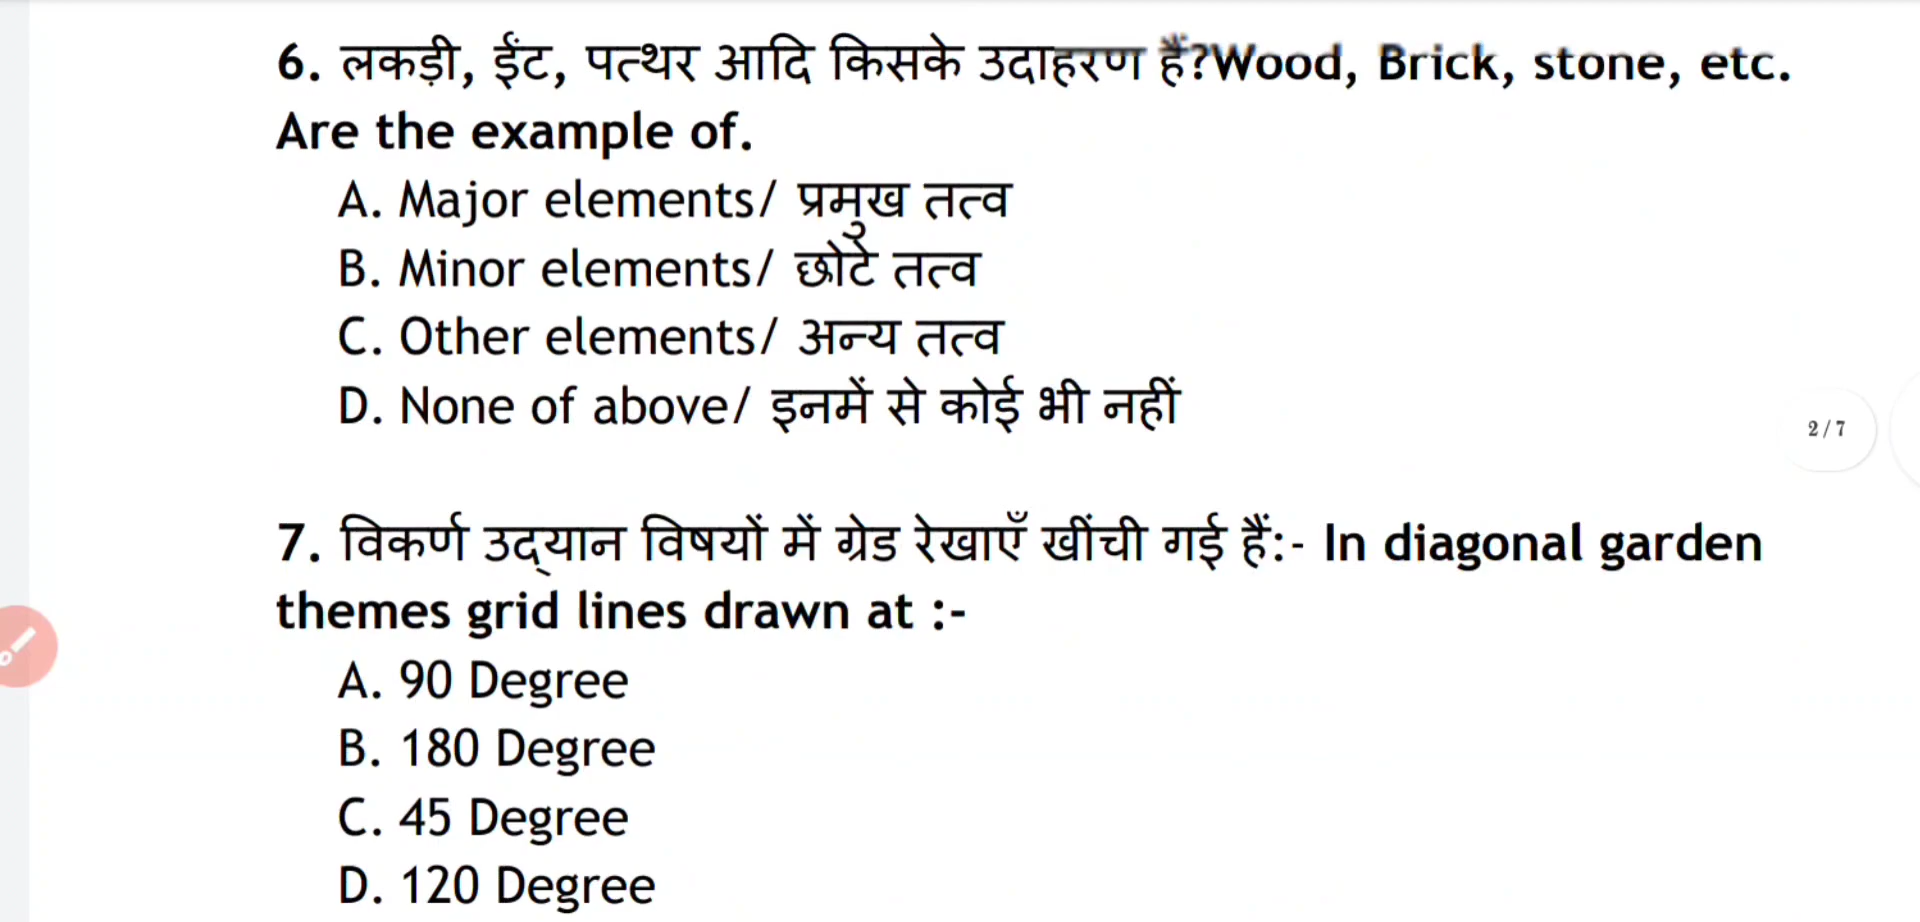 6. लकड़ी, ईंट, पत्थर आदि किसके उदाहरण हैं?Wood, Brick, stone, etc.
Are the example of.
A. Major elements/ प्रमुख तत्व
B. Minor elements/ छोटे तत्व
C. Other elements/ अन्य तत्व
D. None of above/ इनमें से कोई भी नहीं
2 / 7
7. विकर्ण उद्यान विषयों में ग्रेड रेखाएँ खींची गई हैं:- In diagonal garden
themes grid lines drawn at :-
A. 90 Degree
B. 180 Degree
C. 45 Degree
D. 120 Degree